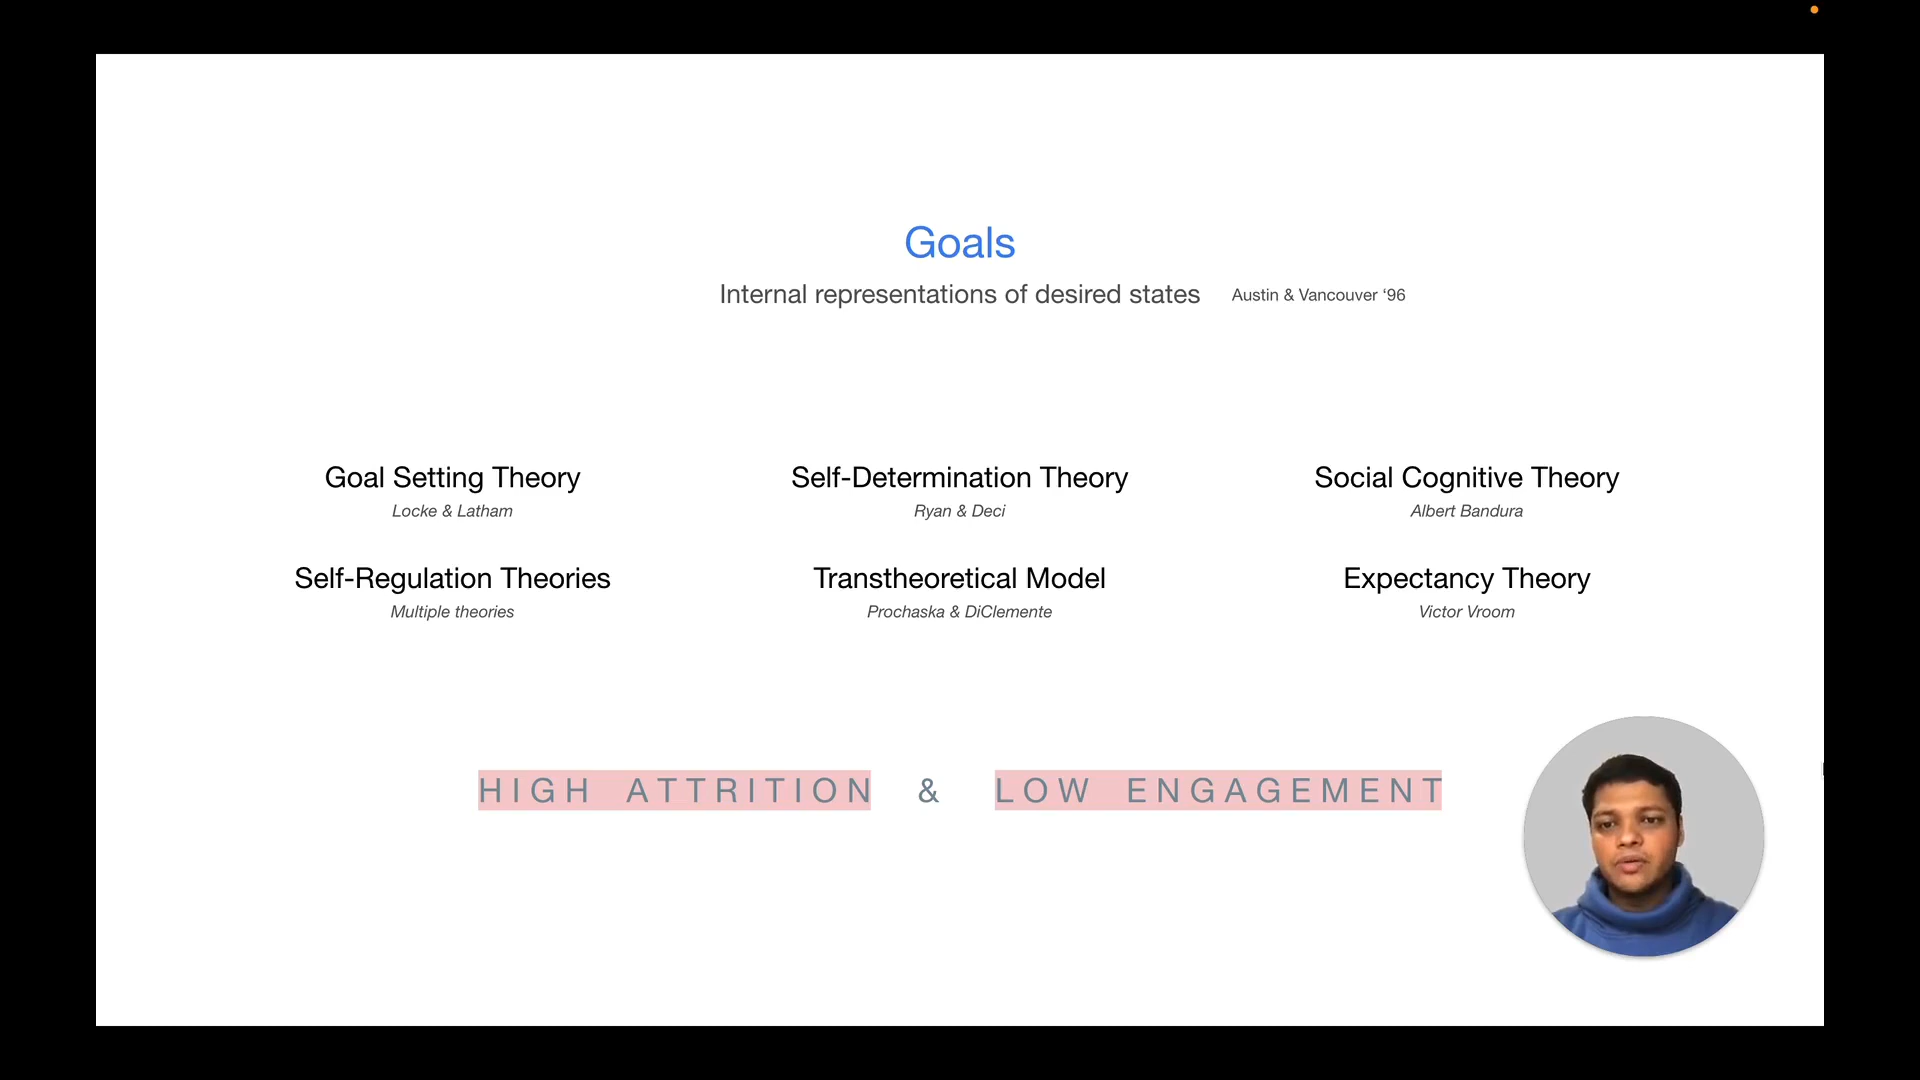 Goals
Internal representations of desired states Austin & Vancouver ‘96
Goal Setting Theory Self-Determination Theory Social Cognitive Theory
Locke & Latham Ryan & Deci Albert Bandura
Self-Regulation Theories Transtheoretical Model Expectancy Theory
Multiple theories Prochaska & DiClemente Victor Vroom
HIGH ATTRITION & LOW ENGAGEMENT